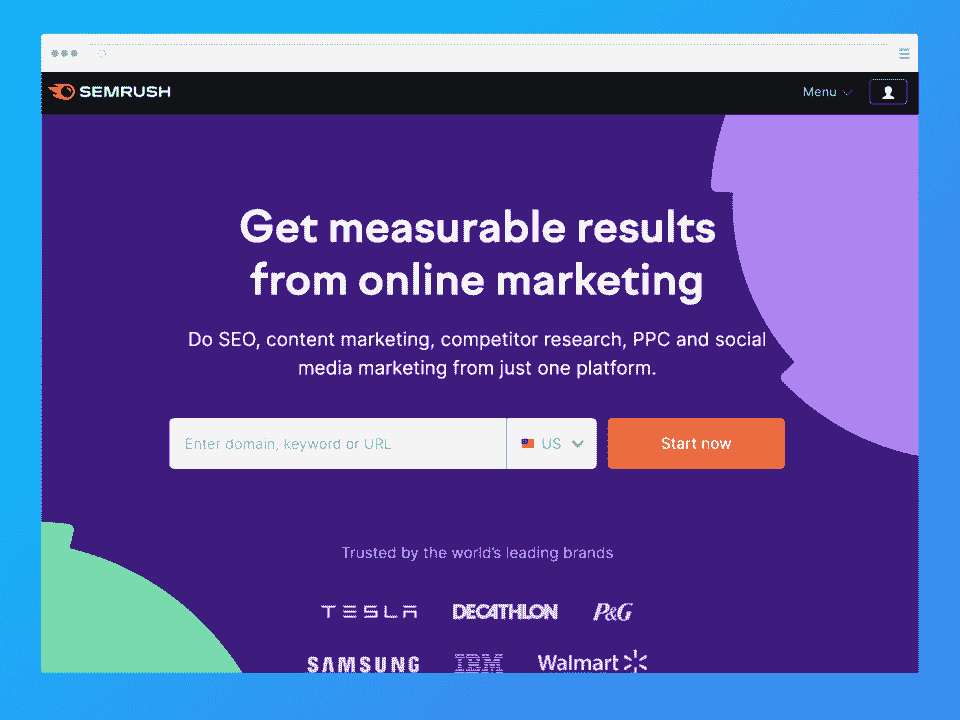 SEMRUSH
Menu
Get measurable results
from online marketing
Do SEO, content marketing, competitor research, PPC and social
media marketing from just one platform.
Enter domain, keyword or URL
US
Start now
Trusted by the world's leading brands
TESLA DECATHLON P&G
SAMSUNG IBM Walmart